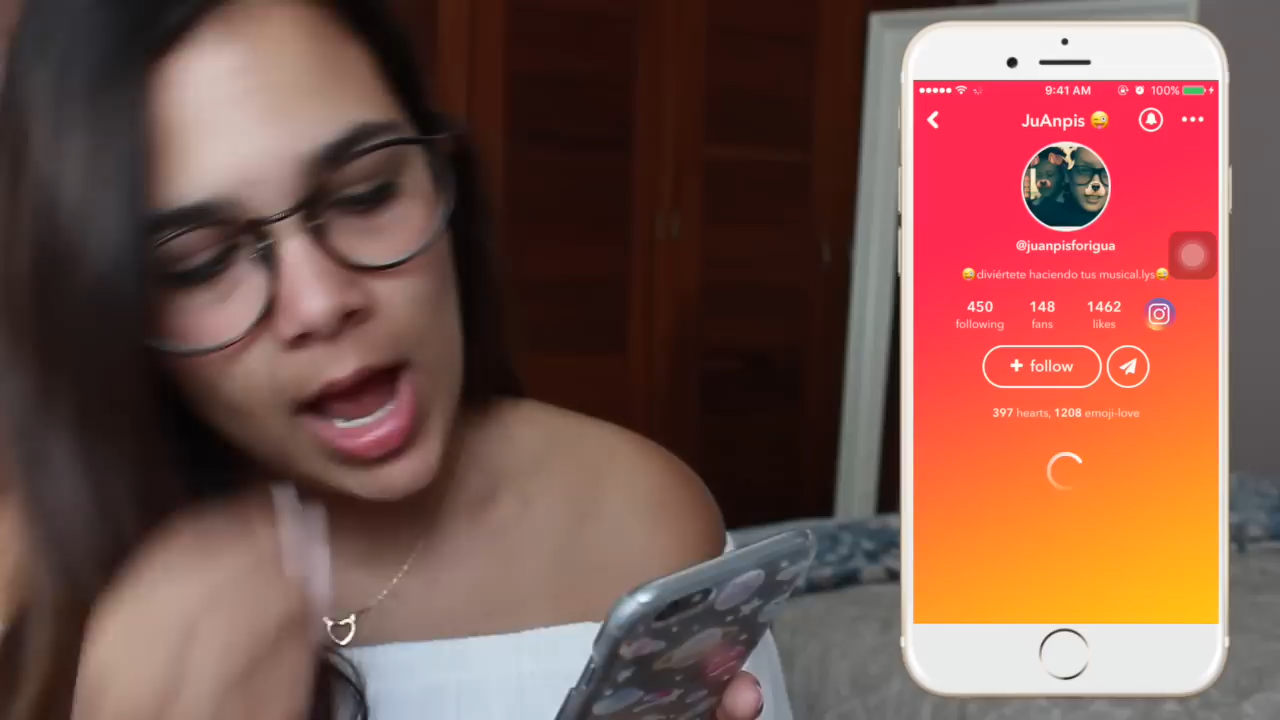 9:41 AM 100%
JuAnpis 😜
@juanpisforigua
😅diviértete haciendo tus musical.lys😅
450 148 1462
following fans likes
+ follow
397 hearts, 1208 emoji-love